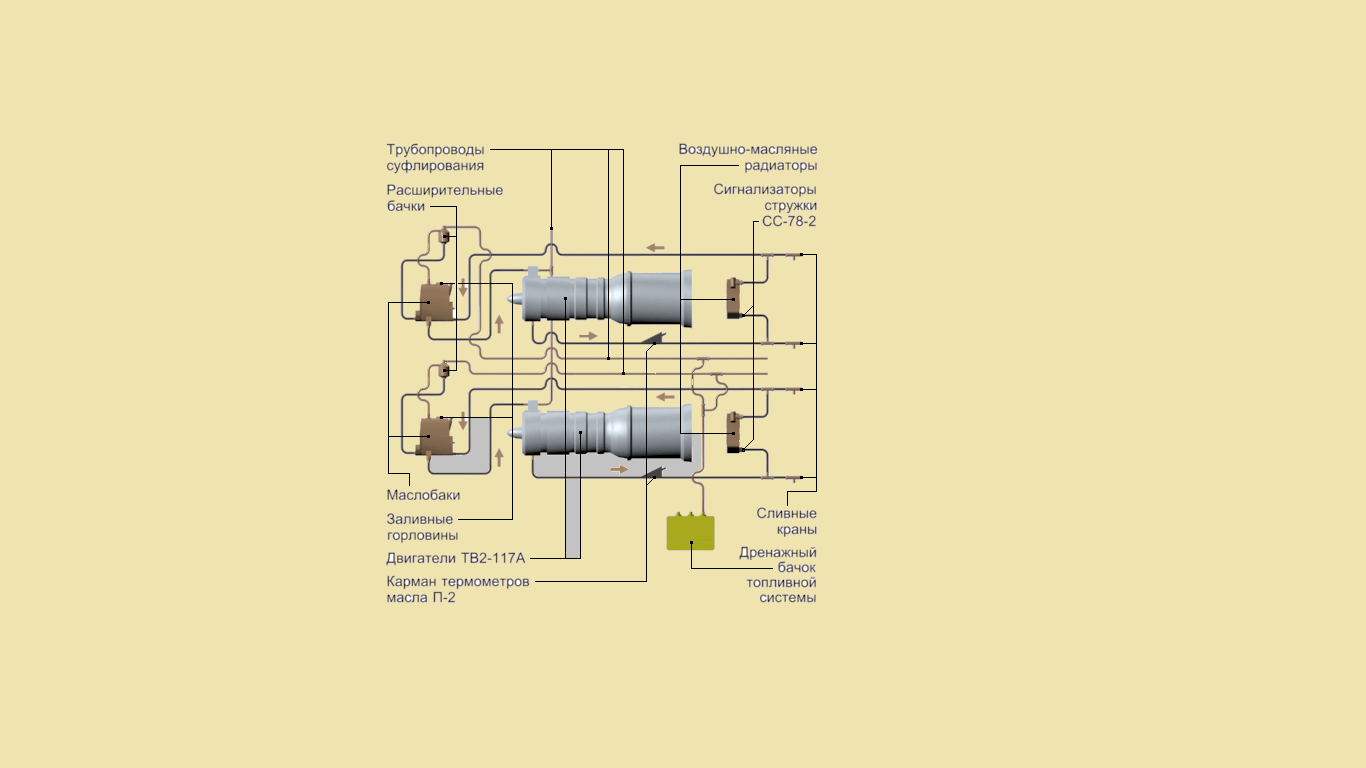 Трубопроводы
суфлирования
Расширительные
бачки
Воздушно-масляные
радиаторы
Сигнализаторы
стружки
СС-78-2
Маслобаки
Заливные
горловины
Двигатели ТВ2-117А
Карман термометров
масла П-2
Сливные
краны
Дренажный
бачок
топливной
системы